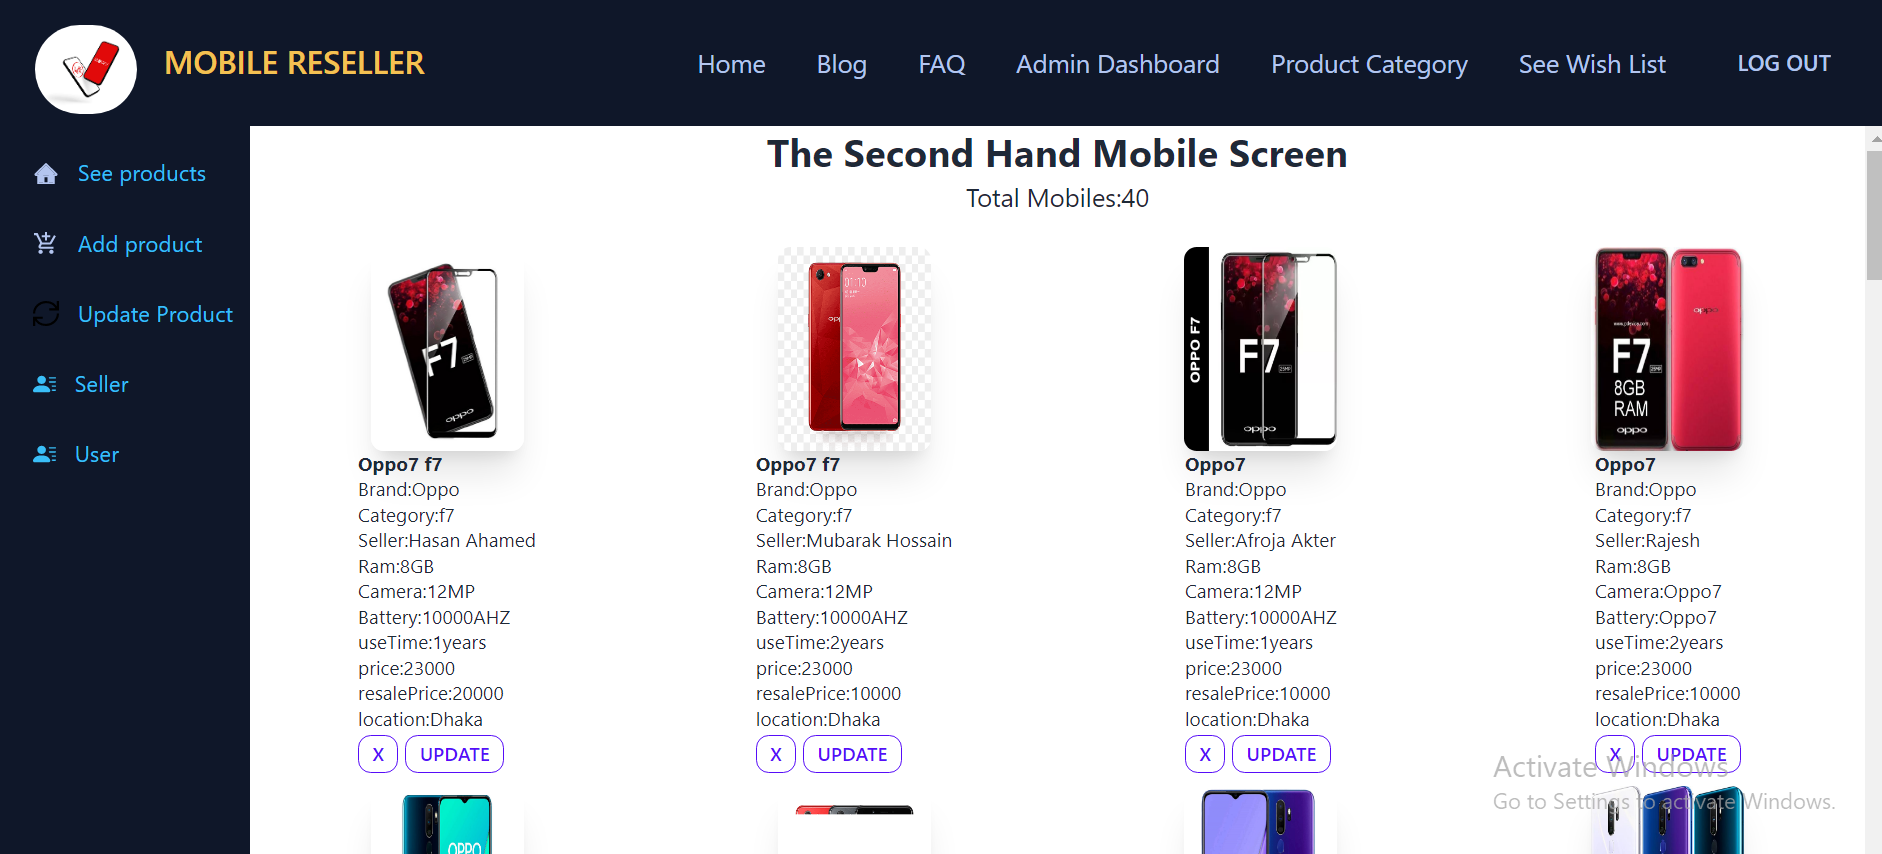 MOBILE RESELLER
Home Blog FAQ Admin Dashboard Product Category See Wish List LOG OUT
See products
Add product
Update Product
Seller
User
The Second Hand Mobile Screen
Total Mobiles:40
F7
oppo
Oppo7 f7
Brand:Oppo
Category:f7
Seller:Hasan Ahamed
Ram:8GB
Camera:12MP
Battery:10000AHZ
useTime:1years
price:23000
resalePrice:20000
location:Dhaka
X UPDATE
01:10
Oppo7 f7
Brand:Oppo
Category:f7
Seller:Mubarak Hossain
Ram:8GB
Camera:12MP
Battery:10000AHZ
useTime:2years
price:23000
resalePrice:10000
location:Dhaka
X UPDATE
OPPO F7
F7
oppo
Oppo7
Brand:Oppo
Category:f7
Seller:Afroja Akter
Ram:8GB
Camera:12MP
Battery:10000AHZ
useTime:1years
price:23000
resalePrice:10000
location:Dhaka
X UPDATE
F7
8GB
RAM
oppo
oppo
Oppo7
Brand:Oppo
Category:f7
Seller:Rajesh
Ram:8GB
Camera:Oppo7
Battery:Oppo7
useTime:2years
price:23000
resalePrice:10000
location:Dhaka
X UPDATE
OPPO
Activate Windows
Go to Settings to activate Windows.